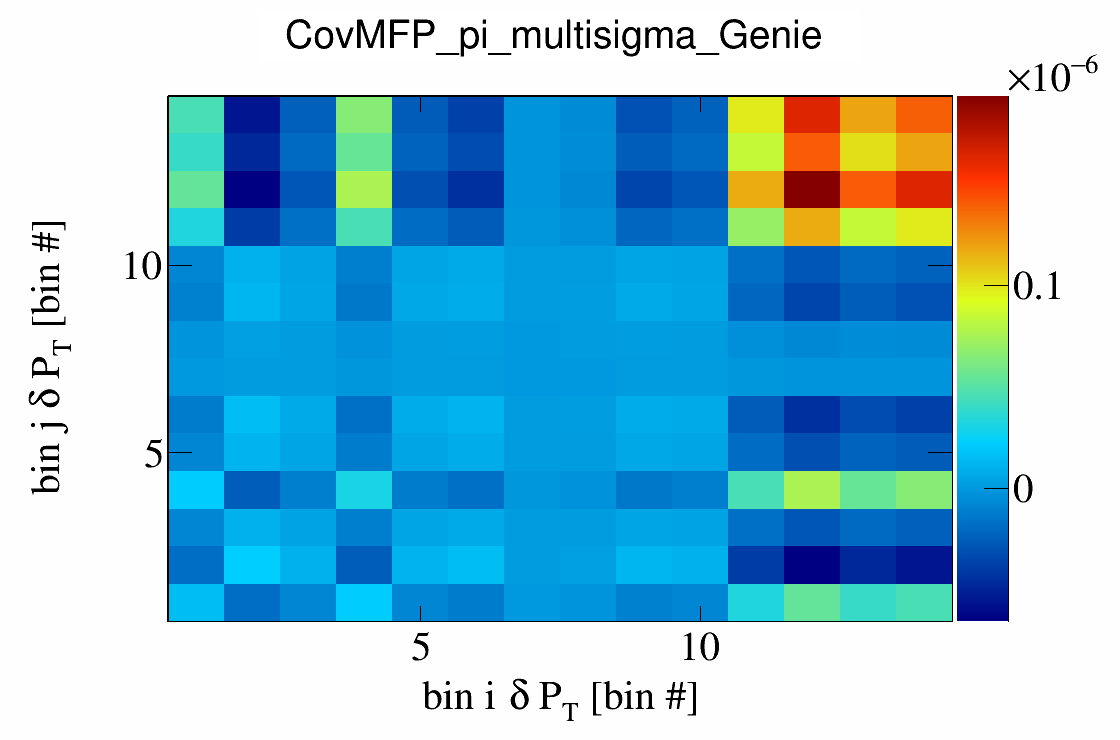 CovMFP_pi_multisigma_Genie
×10⁻⁶
bin j δ P_T [bin #]
10
5
0.1
0
5
10
bin i δ P_T [bin #]